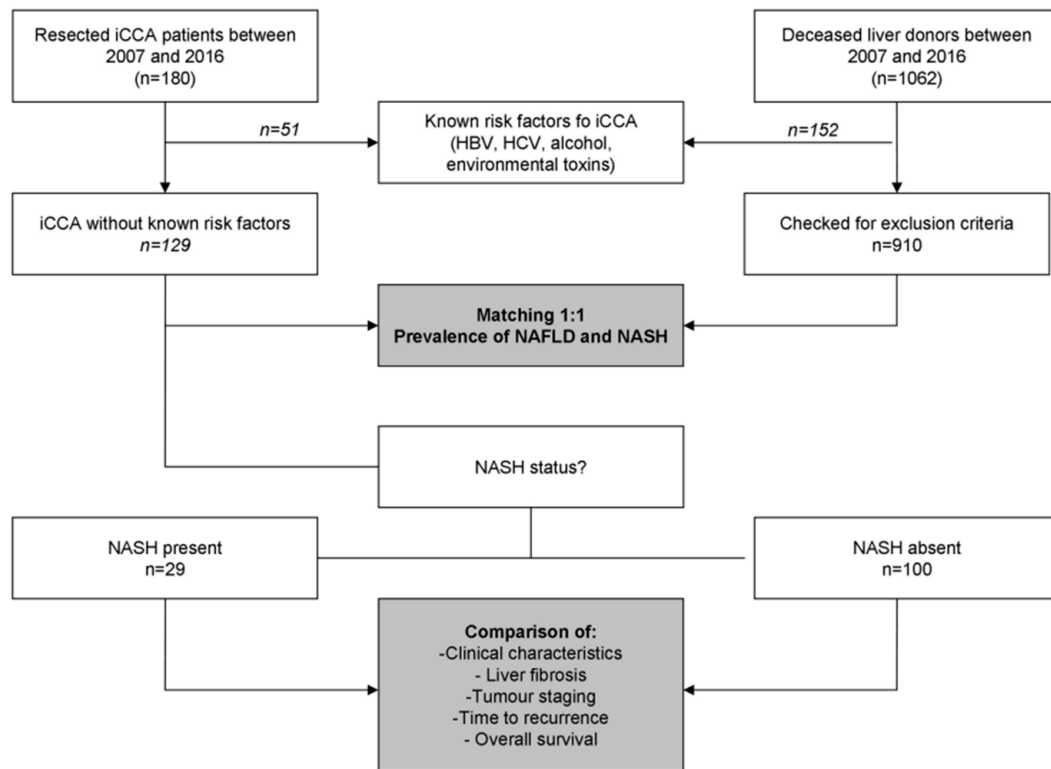 Resected iCCA patients between
2007 and 2016
(n=180)
Deceased liver donors between
2007 and 2016
(n=1062)
n=51
Known risk factors fo iCCA
(HBV, HCV, alcohol,
environmental toxins)
n=152
iCCA without known risk factors
n=129
Checked for exclusion criteria
n=910
Matching 1:1
Prevalence of NAFLD and NASH
NASH status?
NASH present
n=29
NASH absent
n=100
Comparison of:
-Clinical characteristics
- Liver fibrosis
-Tumour staging
-Time to recurrence
- Overall survival